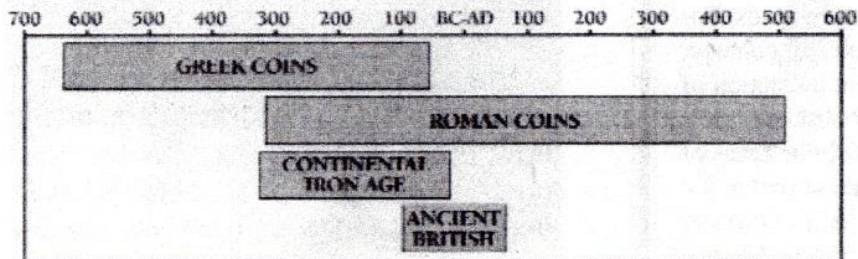 700 600 500 400 300 200 100 BC-AD 100 200 300 400 500 600
GREEK COINS
ROMAN COINS
CONTINENTAL
IRON AGE
ANCIENT
BRITISH